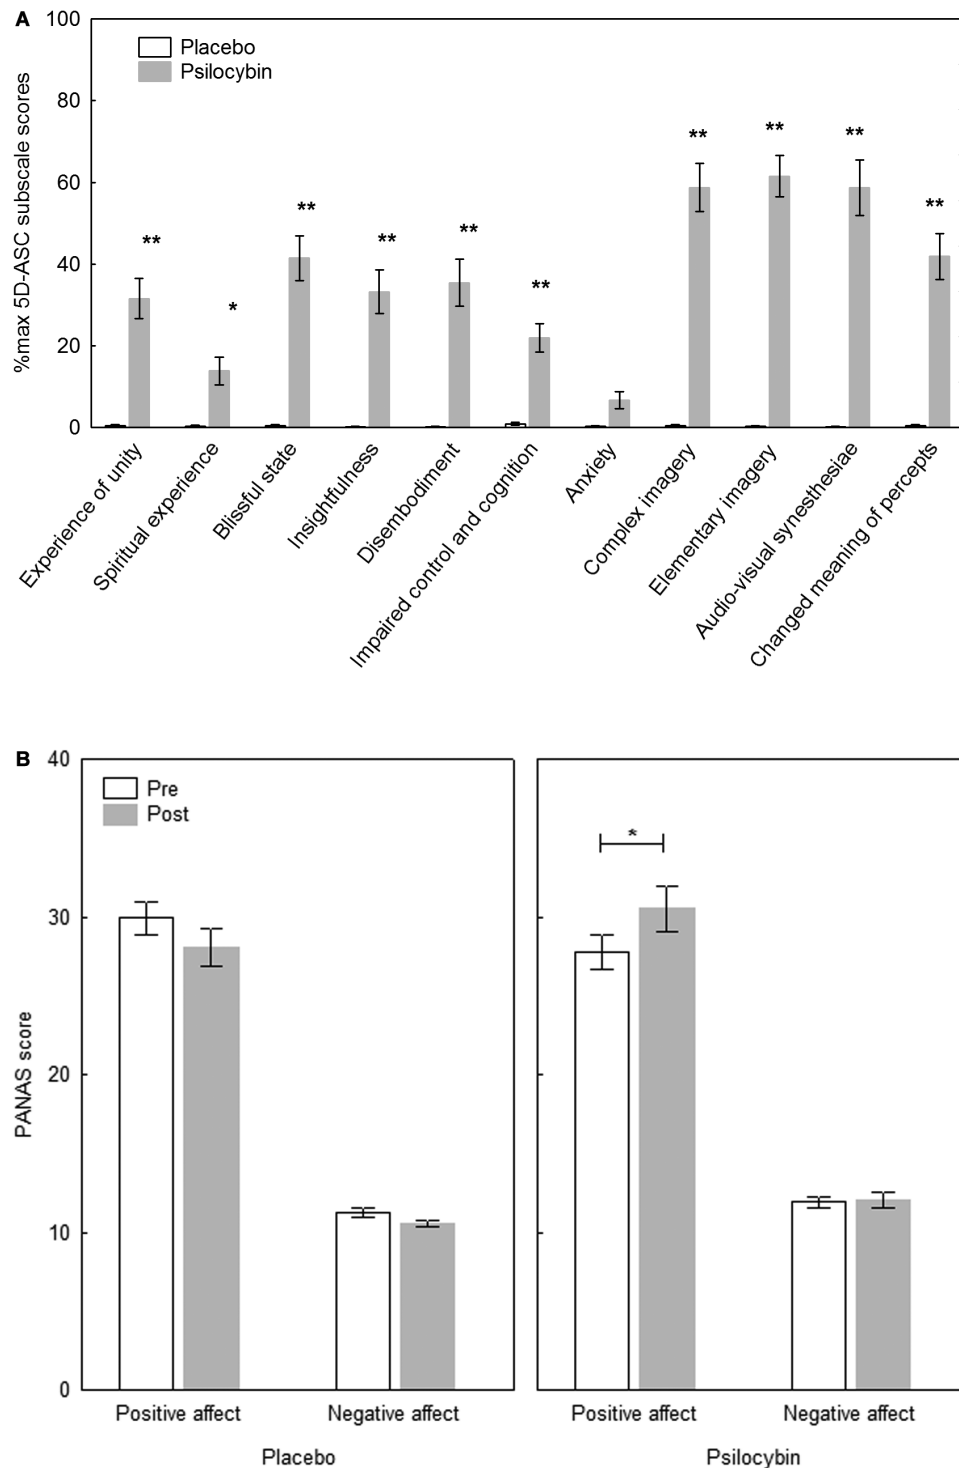 A
100
80
60
40
20
0
%max 5D-ASC subscale scores
Placebo
Psilocybin
**
*
**
**
**
**
**
**
**
**
Experience of unity
Spiritual experience
Blissful state
Insightfulness
Disembodiment
Impaired control and cognition
Anxiety
Complex imagery
Elementary imagery
Audio-visual synesthesiae
Changed meaning of percepts
B
40
30
20
10
0
PANAS score
Pre
Post
*
Positive affect Negative affect Positive affect Negative affect
Placebo Psilocybin